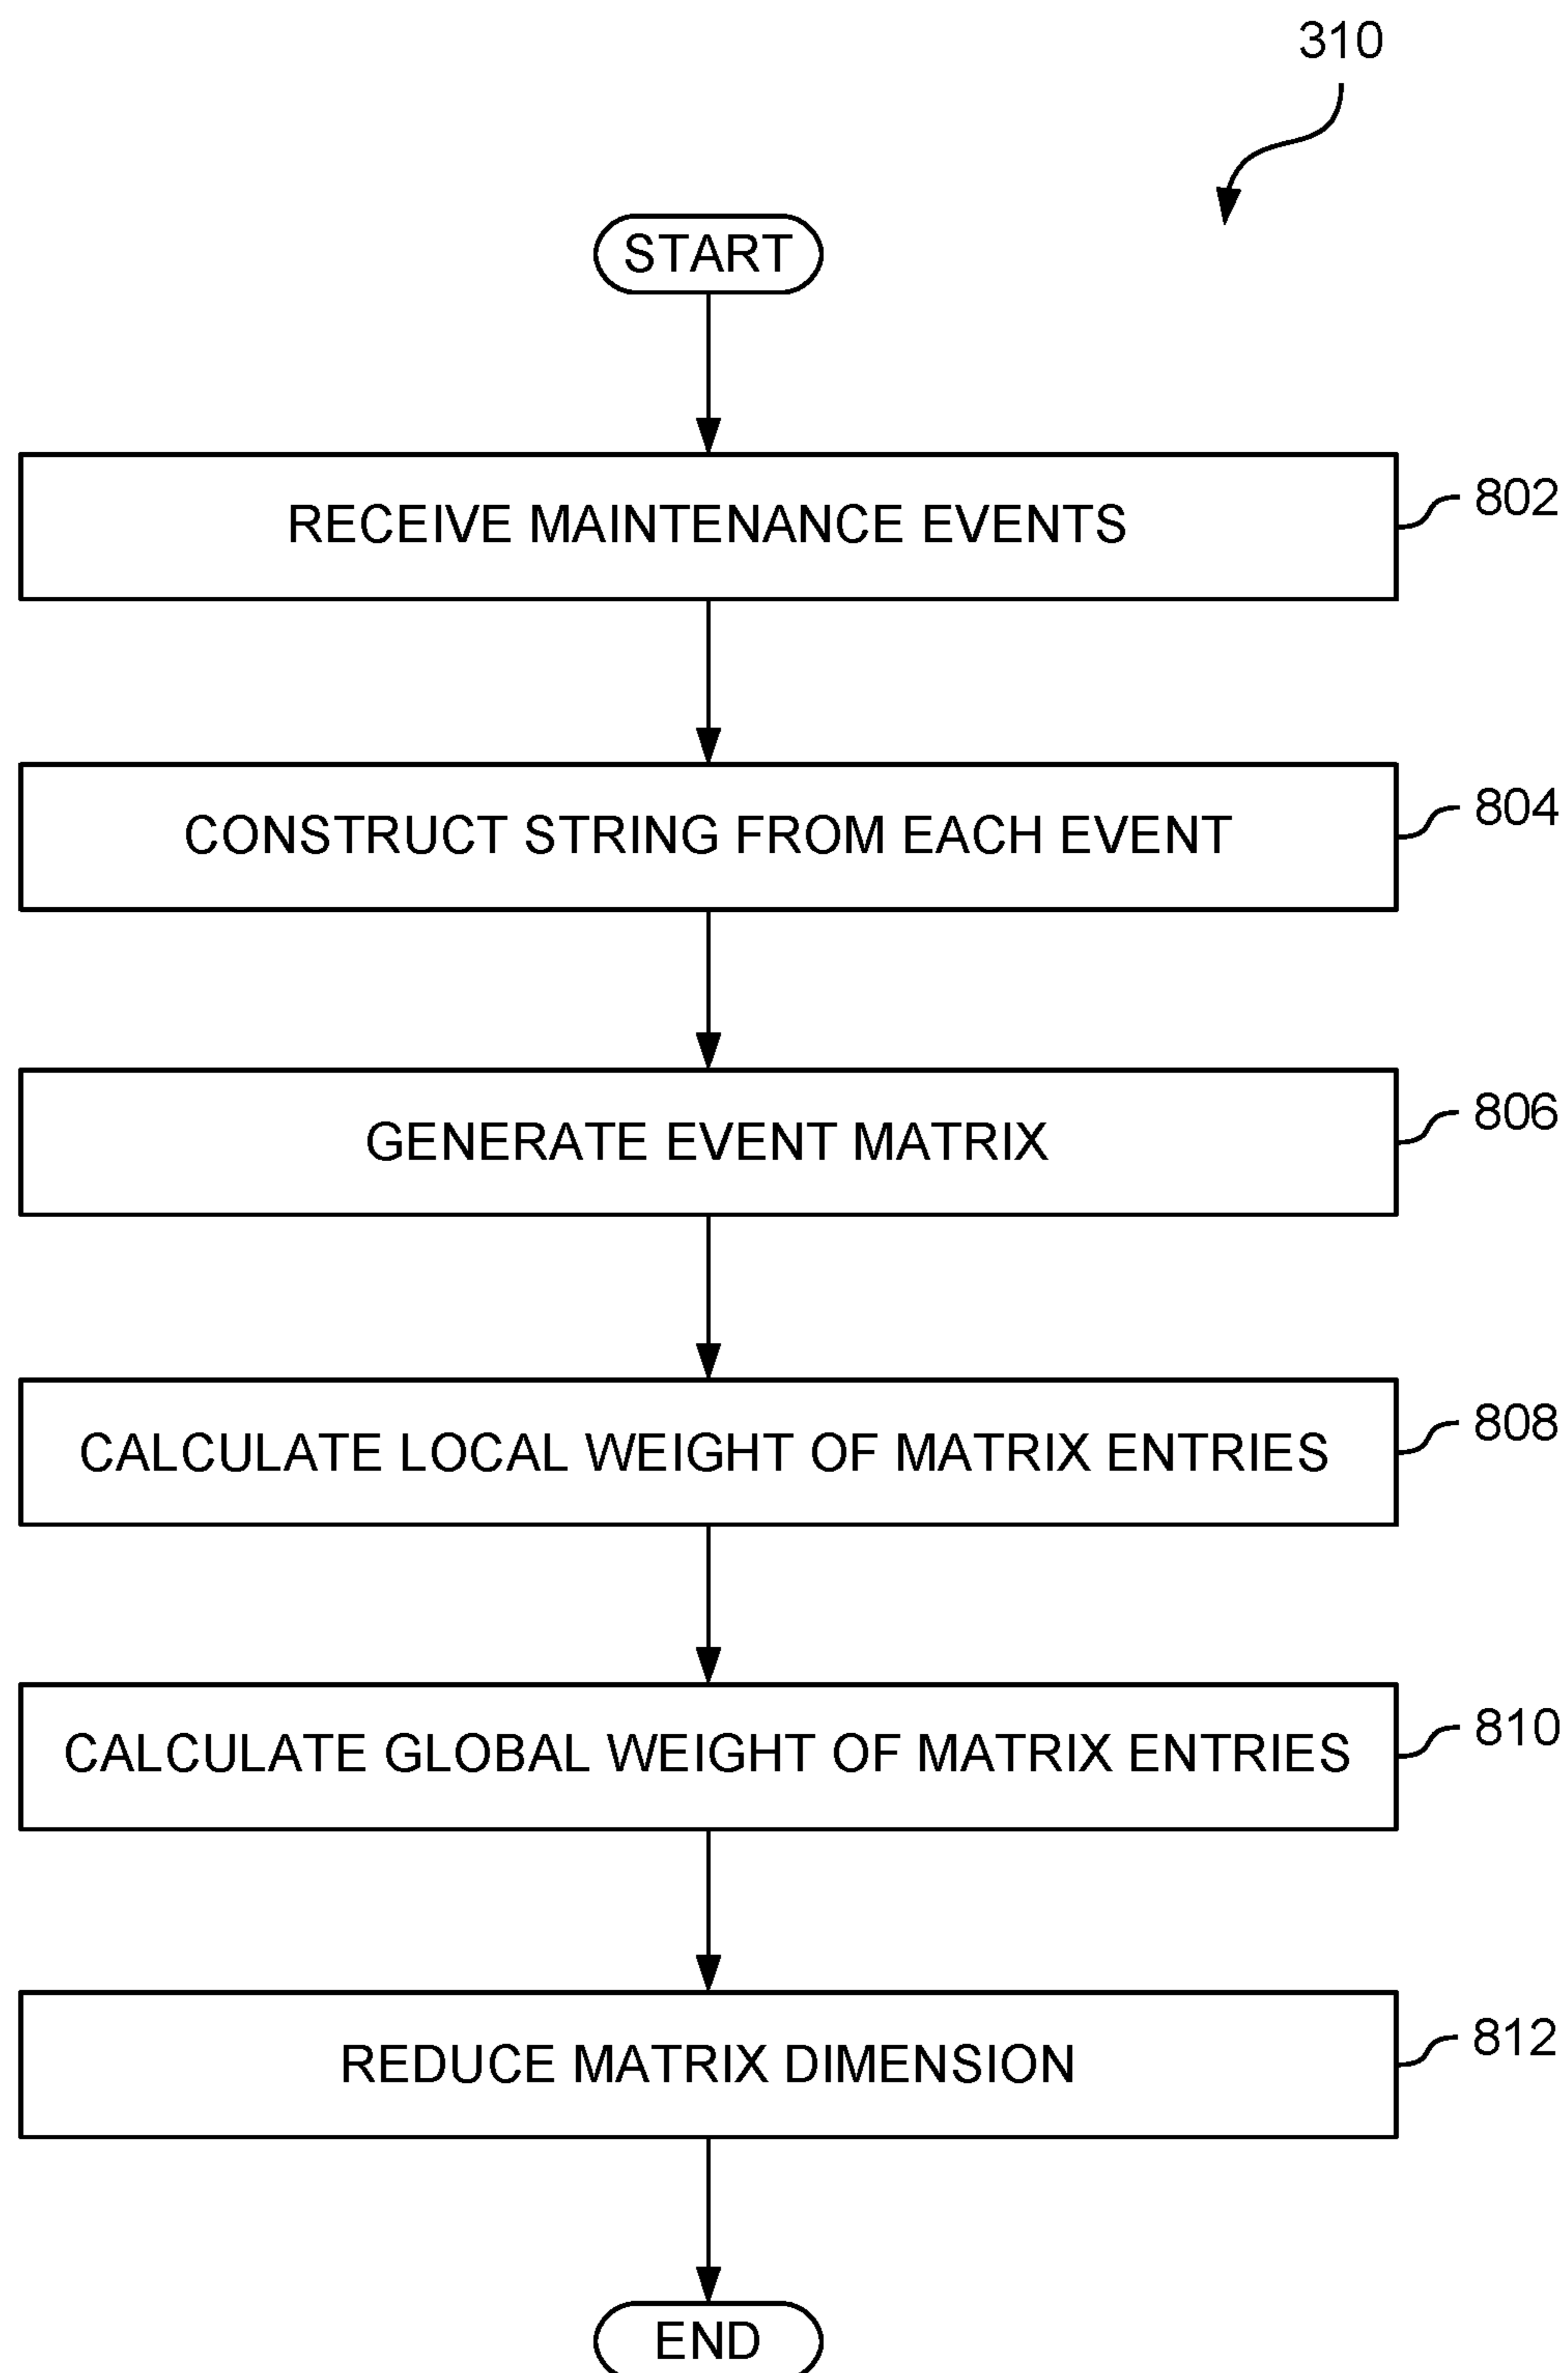 310
START
RECEIVE MAINTENANCE EVENTS
802
CONSTRUCT STRING FROM EACH EVENT
804
GENERATE EVENT MATRIX
806
CALCULATE LOCAL WEIGHT OF MATRIX ENTRIES
808
CALCULATE GLOBAL WEIGHT OF MATRIX ENTRIES
810
REDUCE MATRIX DIMENSION
812
END